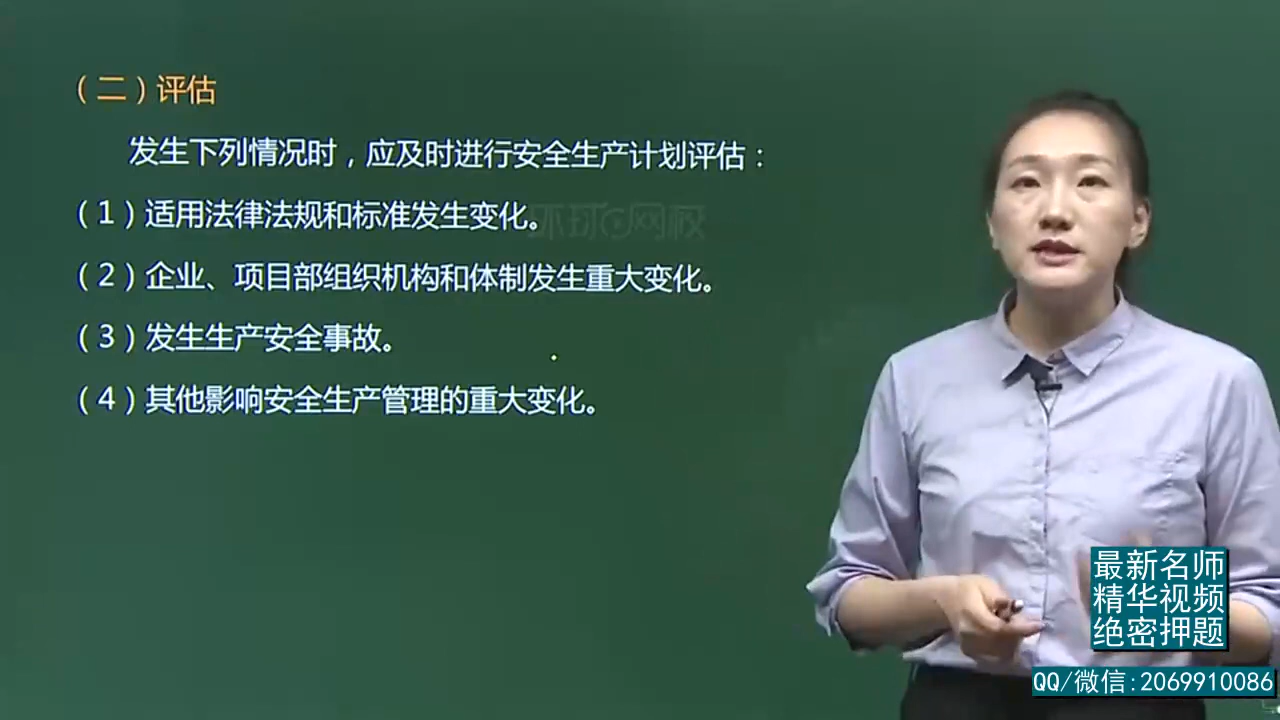 （二）评估
发生下列情况时，应及时进行安全生产计划评估：
（1）适用法律法规和标准发生变化。
环球网校
（2）企业、项目部组织机构和体制发生重大变化。
（3）发生生产安全事故。
（4）其他影响安全生产管理的重大变化。
最新名师
精华视频
绝密押题
QQ/微信:2069910086